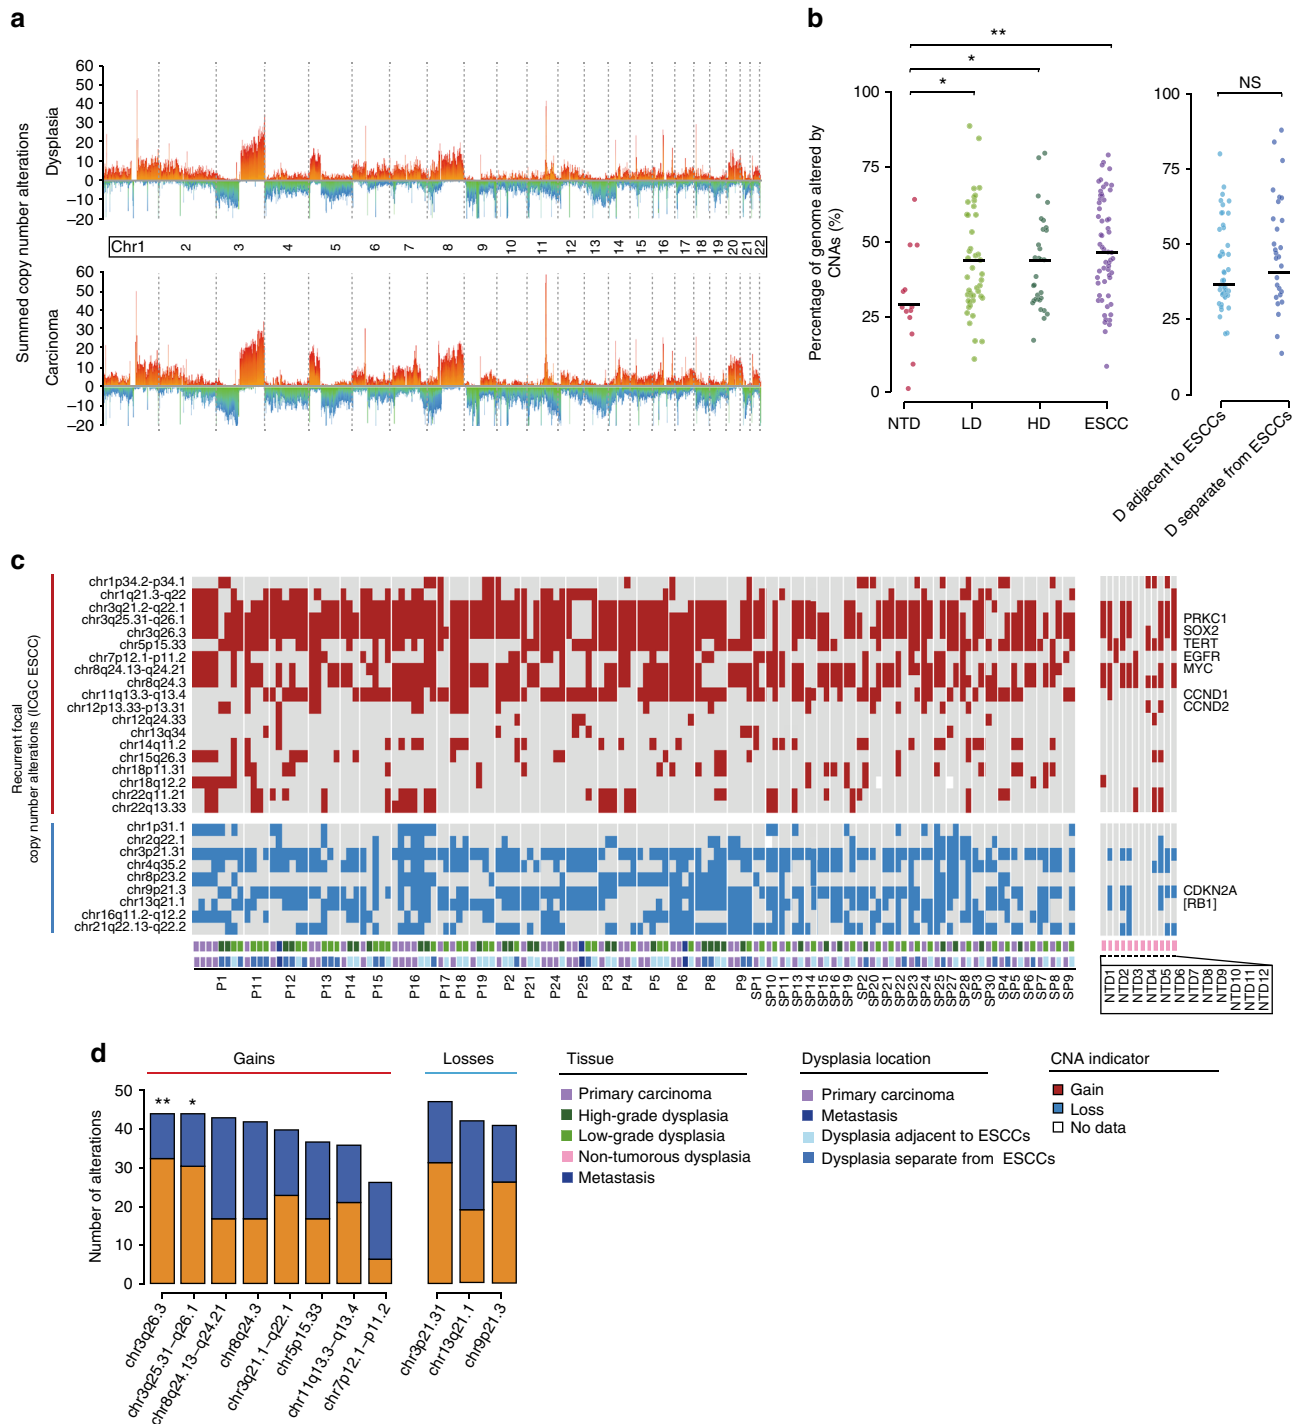 a
Summed copy number alterations
Dysplasia
60
50
40
30
20
10
0
−10
−20
Chr1 2 3 4 5 6 7 8 9 10 11 12 13 14 15 16 17 18 19 20 21 22
Carcinoma
60
50
40
30
20
10
0
−10
−20
b
Percentage of genome altered by
CNAs (%)
100
75
50
25
0
*
*
**
NTD LD HD ESCC
100
75
50
25
0
NS
D adjacent to ESCCs
D separate from ESCCs
c
Recurrent focal
copy number alterations (ICGC ESCC)
chr1p34.2-p34.1
chr1q21.3-q22
chr3q21.2-q22.1
chr3q25.31-q26.1
chr3q26.3
chr5p15.33
chr7p12.1-p11.2
chr8q24.13-q24.21
chr8q24.3
chr11q13.3-q13.4
chr12p13.33-p13.31
chr12q24.33
chr13q34
chr14q11.2
chr15q26.3
chr18p11.31
chr18q12.2
chr22q11.21
chr22q13.33
chr1p31.1
chr2q22.1
chr3p21.31
chr4q35.2
chr8p23.2
chr9p21.3
chr13q21.1
chr16q11.2-q12.2
chr21q22.13-q22.2
PRKC1
SOX2
TERT
EGFR
MYC
CCND1
CCND2
CDKN2A
[RB1]
P1 P11 P12 P13 P14 P15 P16 P17 P18 P19 P2 P21 P24 P25 P3 P4 P5 P6 P8 P9 SP1 SP10 SP11 SP13 SP14 SP15 SP16 SP19 SP2 SP20 SP21 SP22 SP23 SP24 SP25 SP27 SP28 SP3 SP30 SP4 SP5 SP6 SP7 SP8 SP9
NTD1 NTD2 NTD3 NTD4 NTD5 NTD6 NTD7 NTD8 NTD9 NTD10 NTD11 NTD12
d
Gains
Losses
Number of alterations
50
40
30
20
10
0
**
*
chr3q26.3
chr3q25.31−q26.1
chr8q24.13−q24.21
chr8q24.3
chr3q21.1−q22.1
chr5p15.33
chr11q13.3−q13.4
chr7p12.1−p11.2
chr3p21.31
chr13q21.1
chr9p21.3
Tissue
Primary carcinoma
High-grade dysplasia
Low-grade dysplasia
Non-tumorous dysplasia
Metastasis
Dysplasia location
Primary carcinoma
Metastasis
Dysplasia adjacent to ESCCs
Dysplasia separate from ESCCs
CNA indicator
Gain
Loss
No data